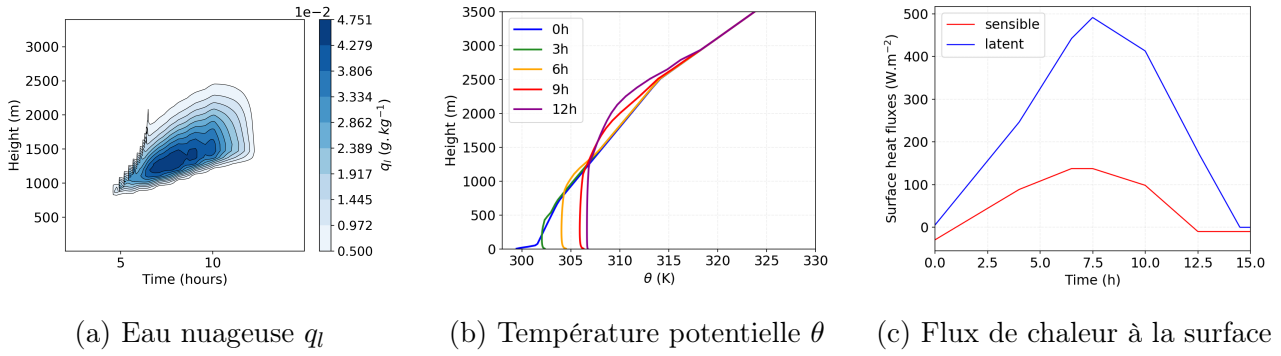 1e−2
3500
3000
2500
2000
1500
1000
500
Height (m)
5
10
Time (hours)
4.751
4.279
3.806
3.334
2.862
2.389
1.917
1.445
0.972
0.500
q_l (g.kg^{-1})
(a) Eau nuageuse q_l
3500
3000
2500
2000
1500
1000
500
0
Height (m)
0h
3h
6h
9h
12h
300
305
310
315
320
325
330
θ (K)
(b) Température potentielle θ
500
400
300
200
100
0
Surface heat fluxes (W.m^{−2})
sensible
latent
0.0
2.5
5.0
7.5
10.0
12.5
15.0
Time (h)
(c) Flux de chaleur à la surface